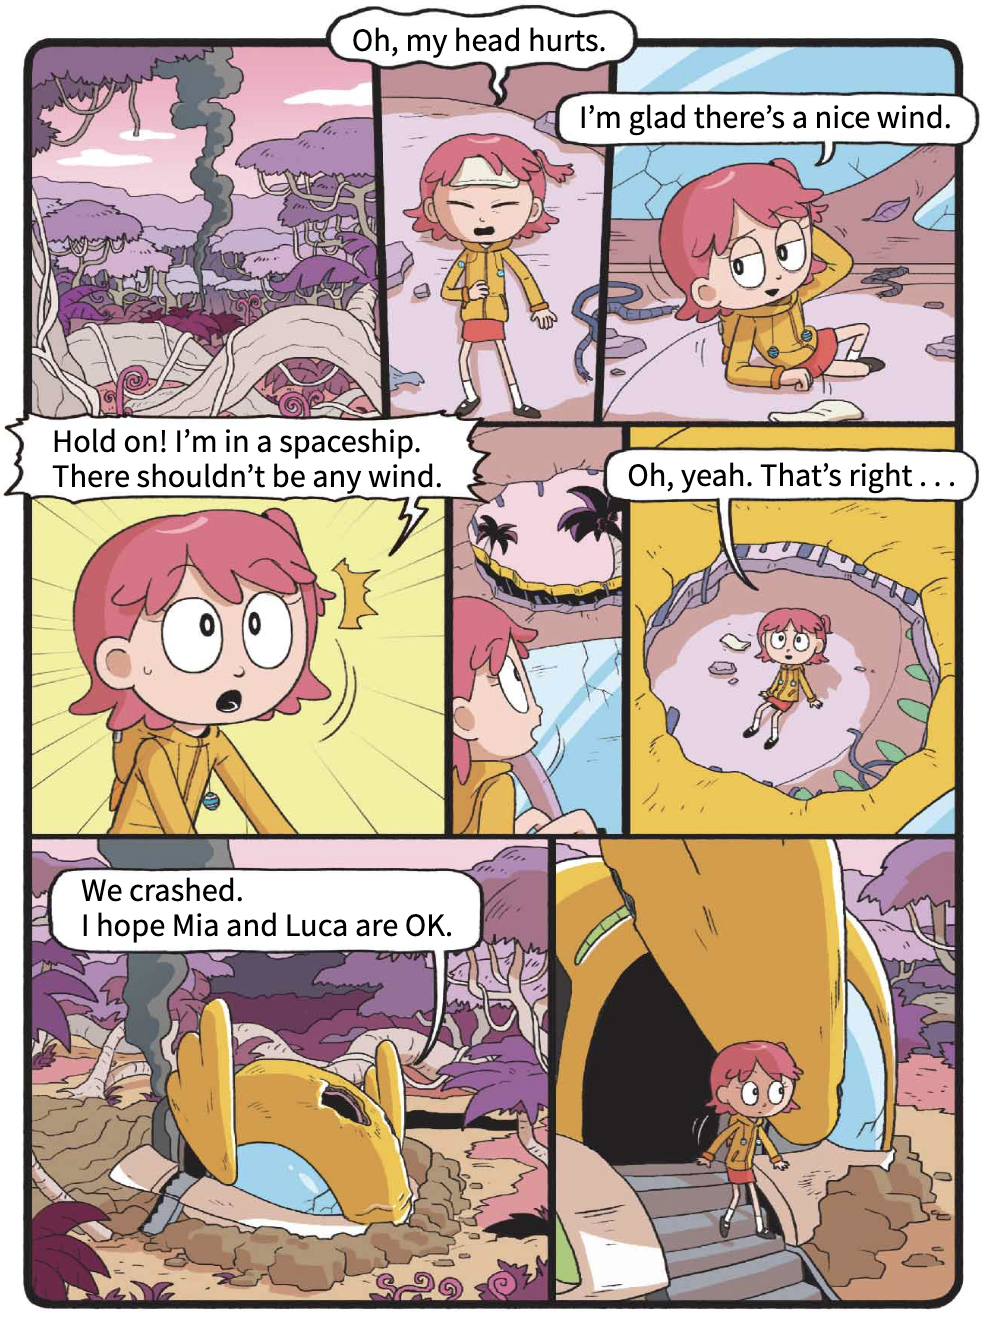 Oh, my head hurts.
I'm glad there's a nice wind.
Hold on! I'm in a spaceship.
There shouldn't be any wind.
Oh, yeah. That's right . . .
We crashed.
I hope Mia and Luca are OK.